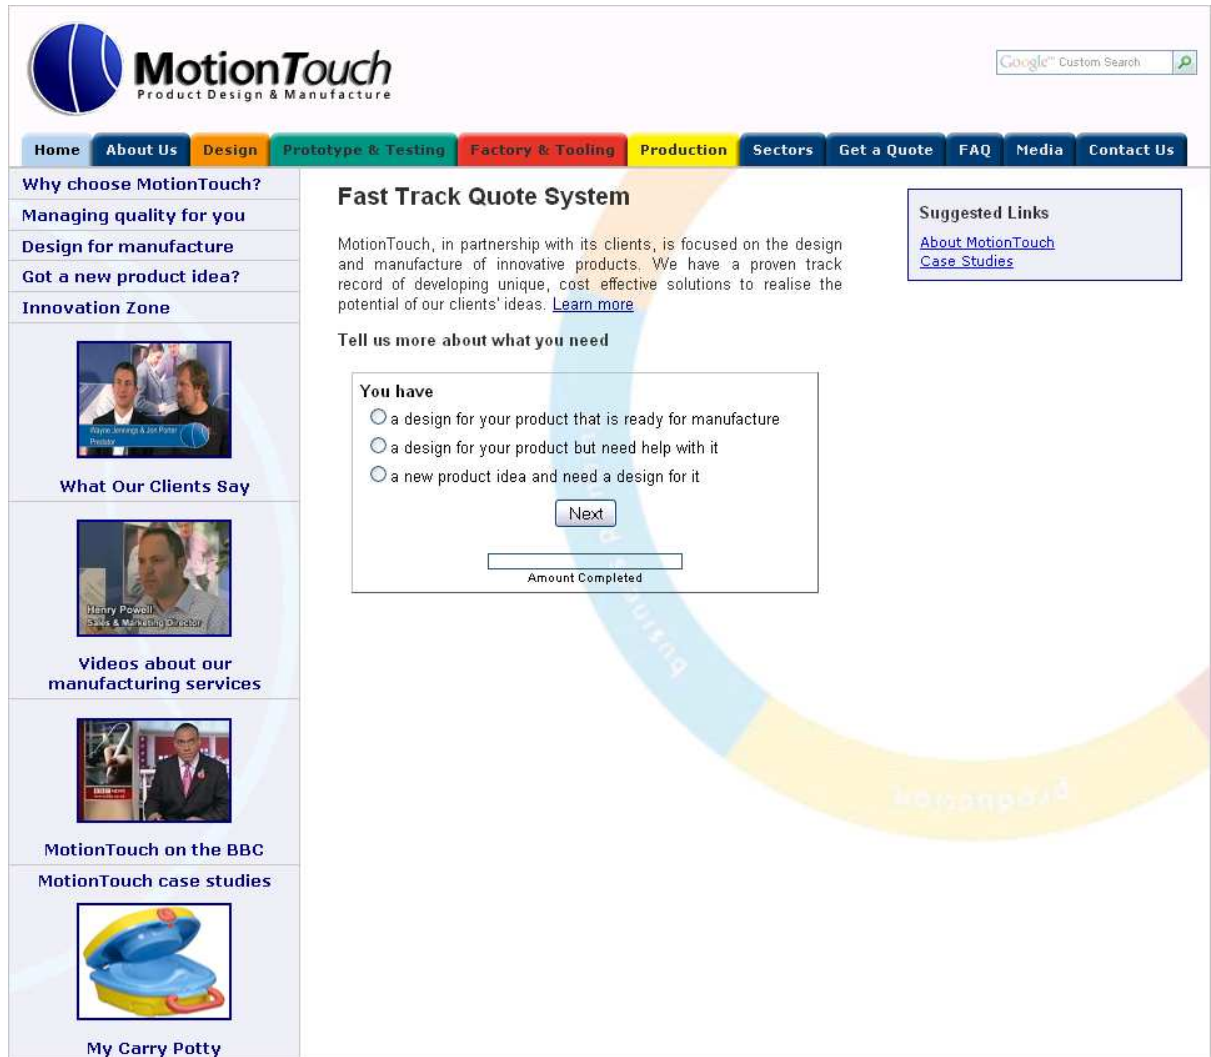 MotionTouch
Product Design & Manufacture
Google™ Custom Search
Home About Us Design Prototype & Testing Factory & Tooling Production Sectors Get a Quote FAQ Media Contact Us
Why choose MotionTouch?
Managing quality for you
Design for manufacture
Got a new product idea?
Innovation Zone
Wayne Jennings & Jon Porter
Predator
What Our Clients Say
Henry Powell
Sales & Marketing Director
Videos about our
manufacturing services
BBC NEWS
MotionTouch on the BBC
MotionTouch case studies
My Carry Potty
Fast Track Quote System
MotionTouch, in partnership with its clients, is focused on the design
and manufacture of innovative products. We have a proven track
record of developing unique, cost effective solutions to realise the
potential of our clients' ideas. Learn more
Tell us more about what you need
You have
a design for your product that is ready for manufacture
a design for your product but need help with it
a new product idea and need a design for it
Next
Amount Completed
Suggested Links
About MotionTouch
Case Studies
business
production